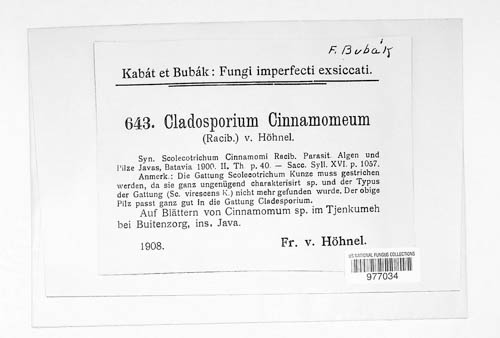 F. Bubák
Kabát et Bubák: Fungi imperfecti exsiccati.
643. Cladosporium Cinnamomeum
(Racib.) v. Höhnel.
Syn. Scolecotrichum Cinnamomi Racib. Parasit. Algen und
Pilze Javas, Batavia 1900. II. Th. p. 40. — Sacc. Syll. XVI. p. 1057.
Anmerk.: Die Gattung Scolecotrichum Kunze muss gestrichen
werden, da sie ganz ungenügend charakterisirt sp. und der Typus
der Gattung (Sc. virescens K.) nicht mehr gefunden wurde. Der obige
Pilz passt ganz gut in die Gattung Cladosporium.
Auf Blättern von Cinnamomum sp. im Tjenkumeh
bei Buitenzorg, ins. Java.
1908. Fr. v. Höhnel.
US NATIONAL FUNGUS COLLECTIONS
977034